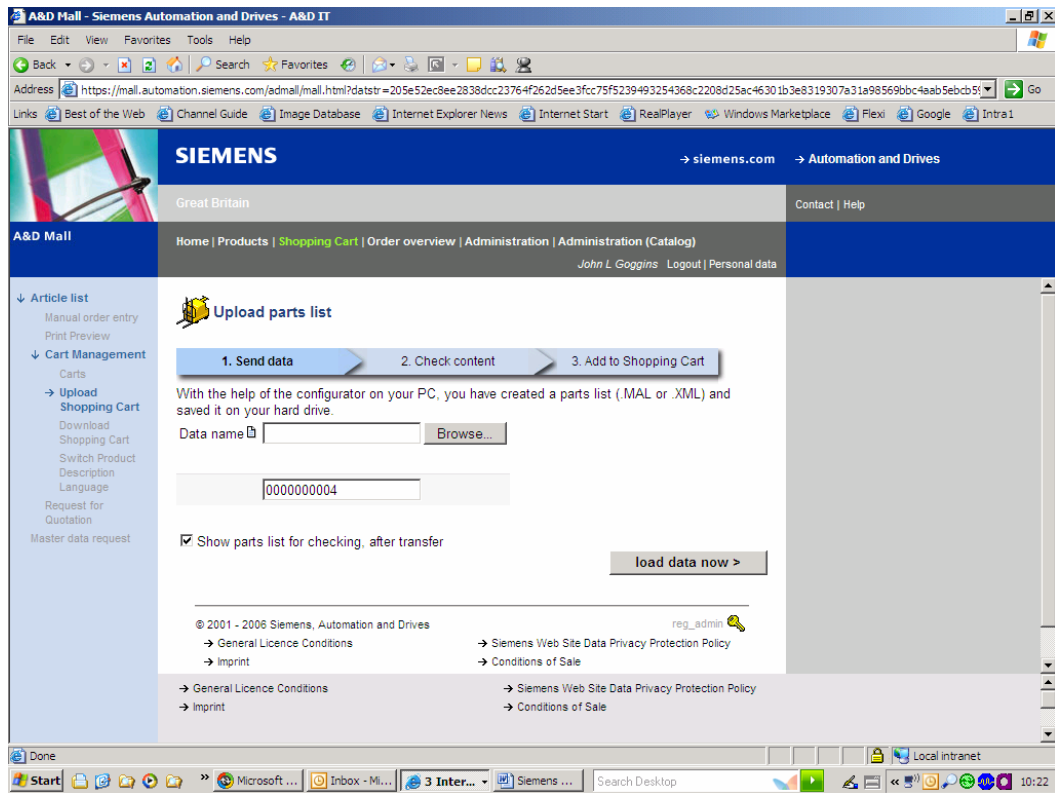 A&D Mall - Siemens Automation and Drives - A&D IT
File Edit View Favorites Tools Help
Back Search Favorites
Address https://mall.automation.siemens.com/admall/mall.html?datstr=205e52ec8ee2838dcc23764f262d5ee3fcc75f5239493254368c2208d25ac46301b3e8319307a31a98569bbc4aab5ebcb5 Go
Links Best of the Web Channel Guide Image Database Internet Explorer News Internet Start RealPlayer Windows Marketplace Flexi Google Intra1
SIEMENS
→ siemens.com → Automation and Drives
Great Britain
Contact | Help
A&D Mall
Home | Products | Shopping Cart | Order overview | Administration | Administration (Catalog)
John L Goggins Logout | Personal data
Article list
Manual order entry
Print Preview
Cart Management
Carts
→ Upload
Shopping Cart
Download
Shopping Cart
Switch Product
Description
Language
Request for
Quotation
Master data request
Upload parts list
1. Send data 2. Check content 3. Add to Shopping Cart
With the help of the configurator on your PC, you have created a parts list (.MAL or .XML) and
saved it on your hard drive.
Data name Browse...
0000000004
Show parts list for checking, after transfer
load data now >
© 2001 - 2006 Siemens, Automation and Drives reg_admin
→ General Licence Conditions → Siemens Web Site Data Privacy Protection Policy
→ Imprint → Conditions of Sale
→ General Licence Conditions → Siemens Web Site Data Privacy Protection Policy
→ Imprint → Conditions of Sale
Done Local intranet
Start Microsoft ... Inbox - Mi... 3 Inter... Siemens ... Search Desktop 10:22